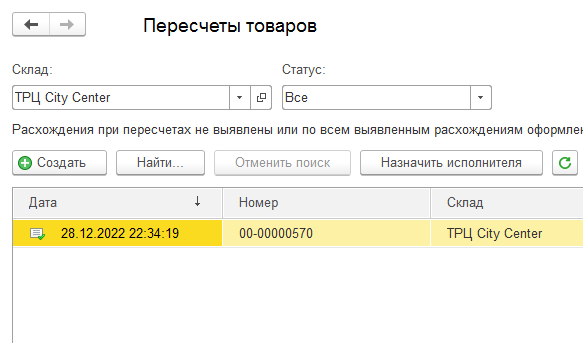 Пересчеты товаров
Склад: Статус:
ТРЦ City Center Все
Расхождения при пересчетах не выявлены или по всем выявленным расхождениям
Создать Найти... Отменить поиск Назначить исполнителя
Дата ↓ Номер Склад
28.12.2022 22:34:19 00-00000570 ТРЦ City Center